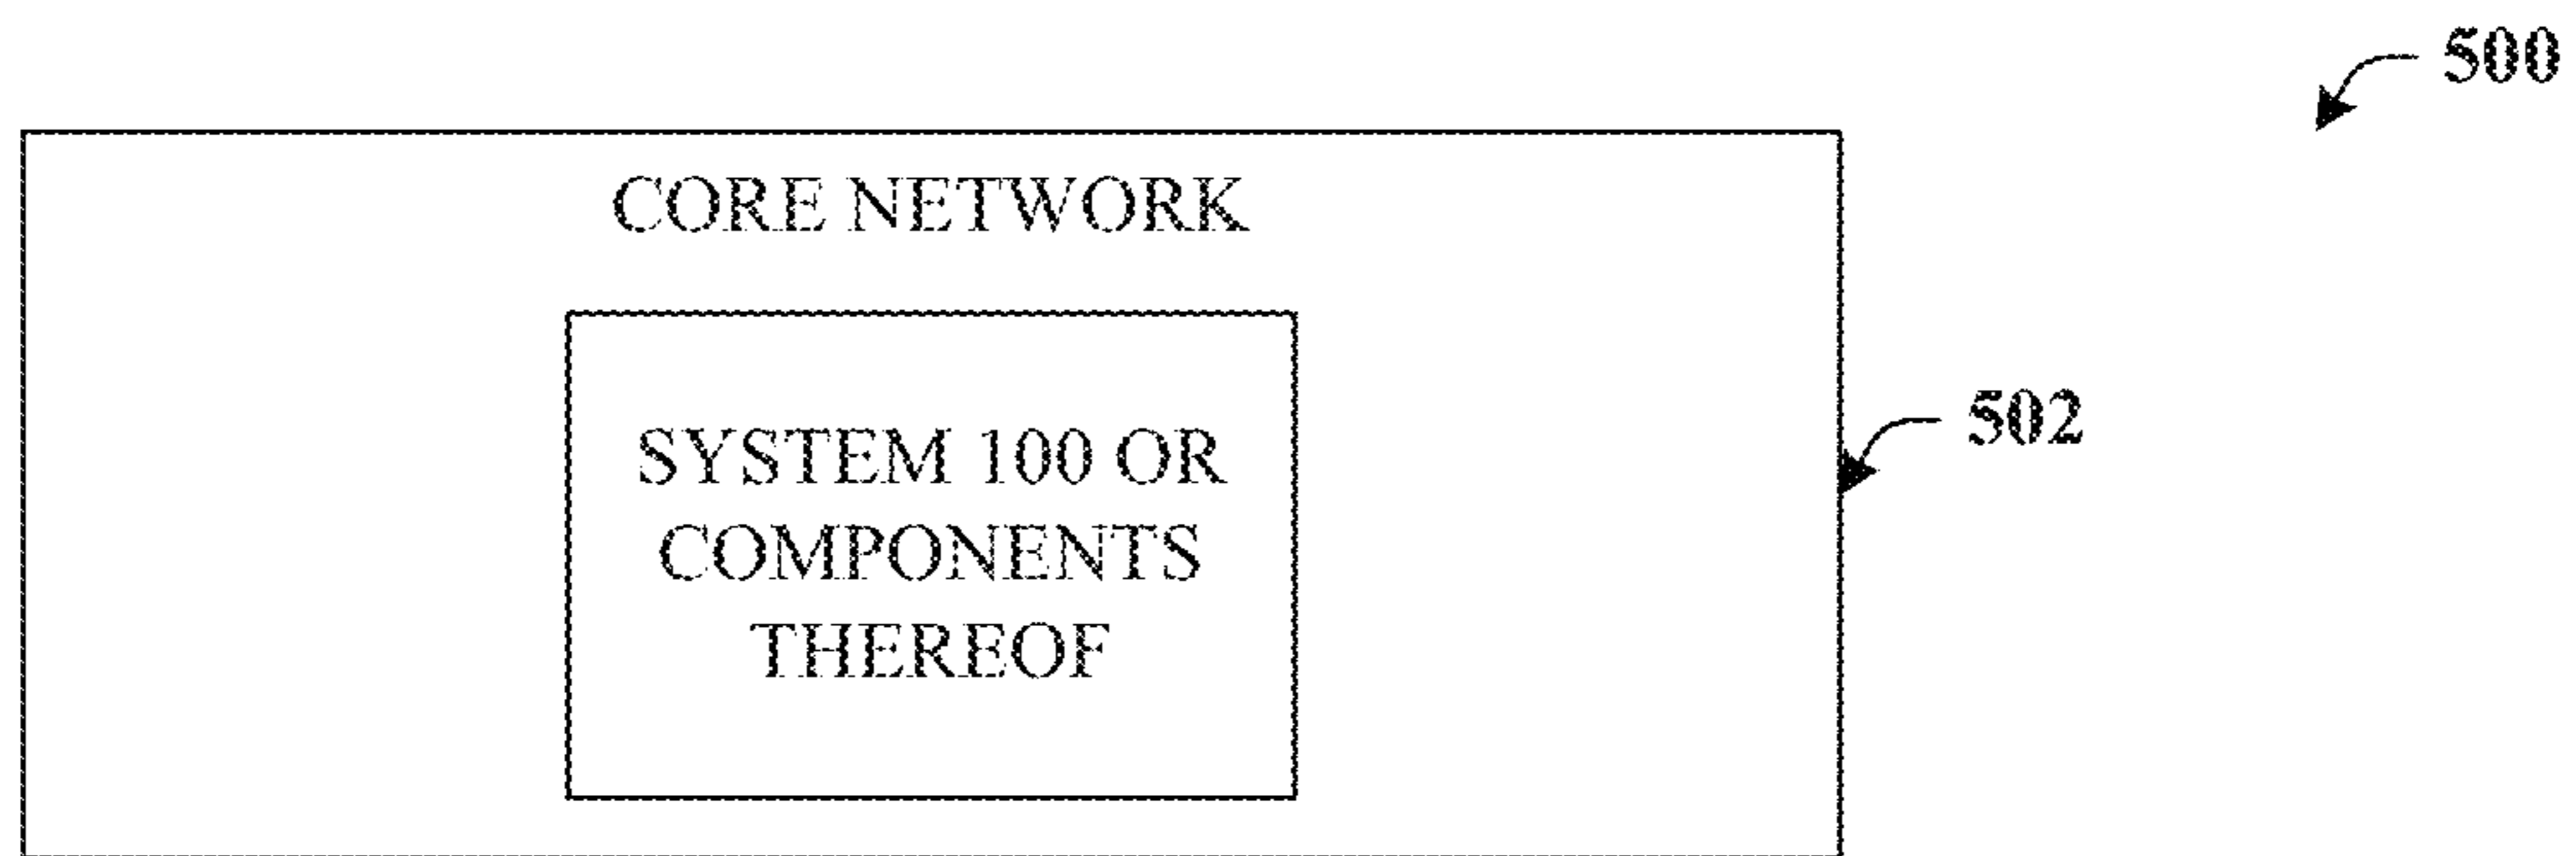 500
CORE NETWORK
502
SYSTEM 100 OR
COMPONENTS
THEREOF